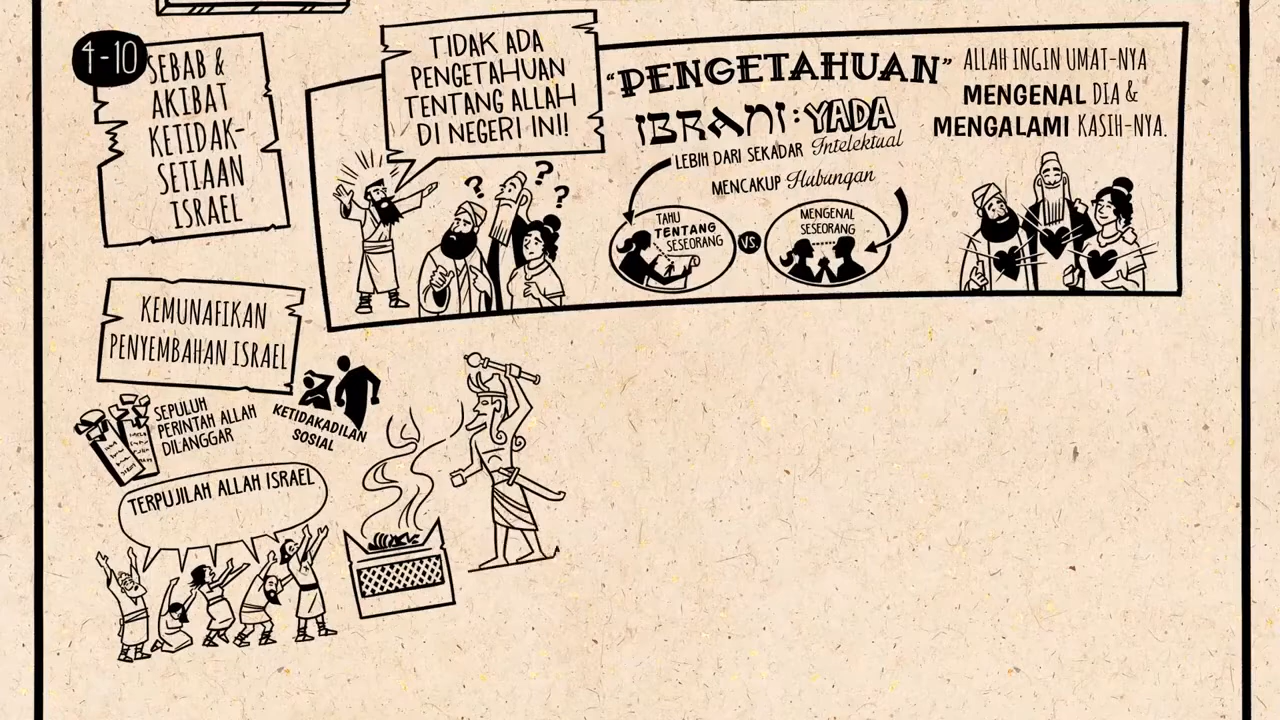 4-10
SEBAB &
AKIBAT
KETIDAK-
SETIAAN
ISRAEL
TIDAK ADA
PENGETAHUAN
TENTANG ALLAH
DI NEGERI INI!
"PENGETAHUAN"
IBRANI: YADA
LEBIH DARI SEKADAR Intelektual
MENCAKUP Hubungan
TAHU
TENTANG
SESEORANG
VS.
MENGENAL
SESEORANG
ALLAH INGIN UMAT-NYA
MENGENAL DIA &
MENGALAMI KASIH-NYA.
?
?
?
KEMUNAFIKAN
PENYEMBAHAN ISRAEL
SEPULUH
PERINTAH ALLAH
DILANGGAR
KETIDAKADILAN
SOSIAL
TERPUJILAH ALLAH ISRAEL